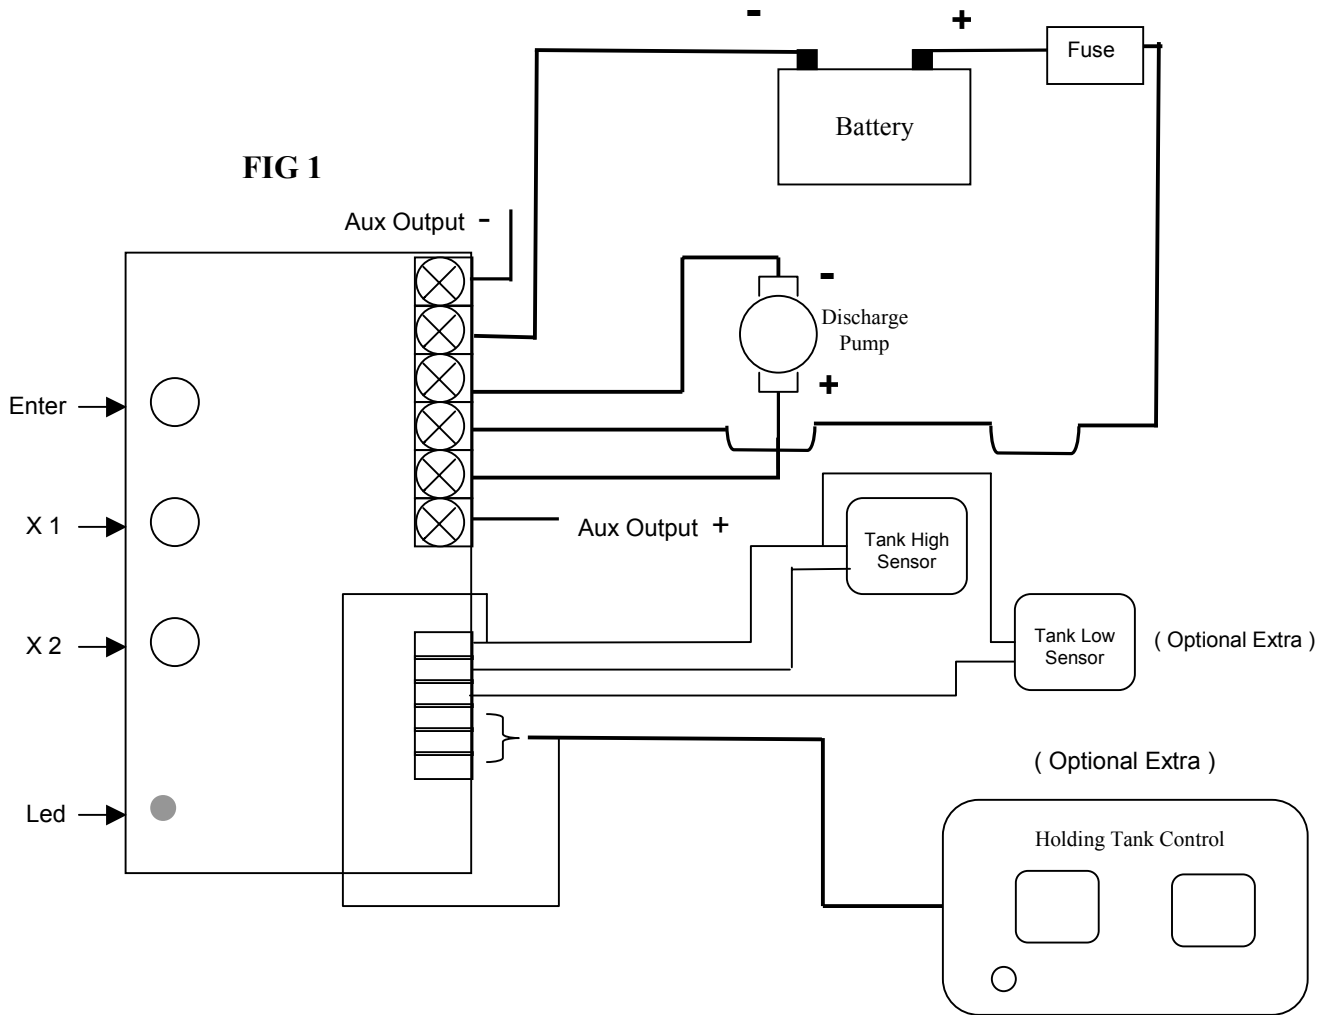 - +
Fuse
Battery
FIG 1
Aux Output -
-
Discharge
Pump
+
Enter
X 1
Aux Output +
Tank High
Sensor
X 2
Tank Low
Sensor
( Optional Extra )
( Optional Extra )
Led
Holding Tank Control